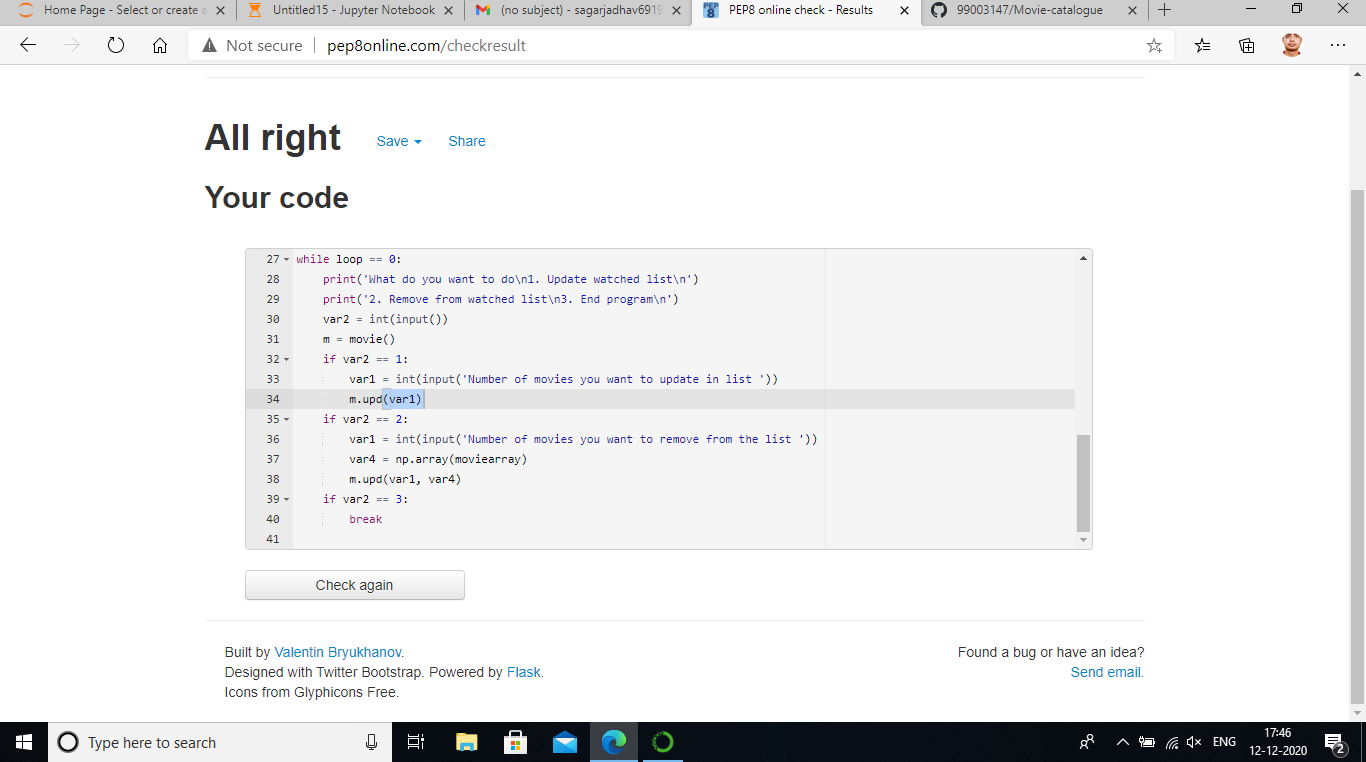 Home Page - Select or create a
Untitled15 - Jupyter Notebook
(no subject) - sagarjadhav6919
PEP8 online check - Results
99003147/Movie-catalogue
Not secure
pep8online.com/checkresult
All right
Save
Share
Your code
27 while loop == 0:
28 print('What do you want to do\n1. Update watched list\n')
29 print('2. Remove from watched list\n3. End program\n')
30 var2 = int(input())
31 m = movie()
32 if var2 == 1:
33 var1 = int(input('Number of movies you want to update in list '))
34 m.upd(var1)
35 if var2 == 2:
36 var1 = int(input('Number of movies you want to remove from the list '))
37 var4 = np.array(moviearray)
38 m.upd(var1, var4)
39 if var2 == 3:
40 break
41
Check again
Built by Valentin Bryukhanov.
Designed with Twitter Bootstrap. Powered by Flask.
Icons from Glyphicons Free.
Found a bug or have an idea?
Send email.
Type here to search
ENG
17:46
12-12-2020
2